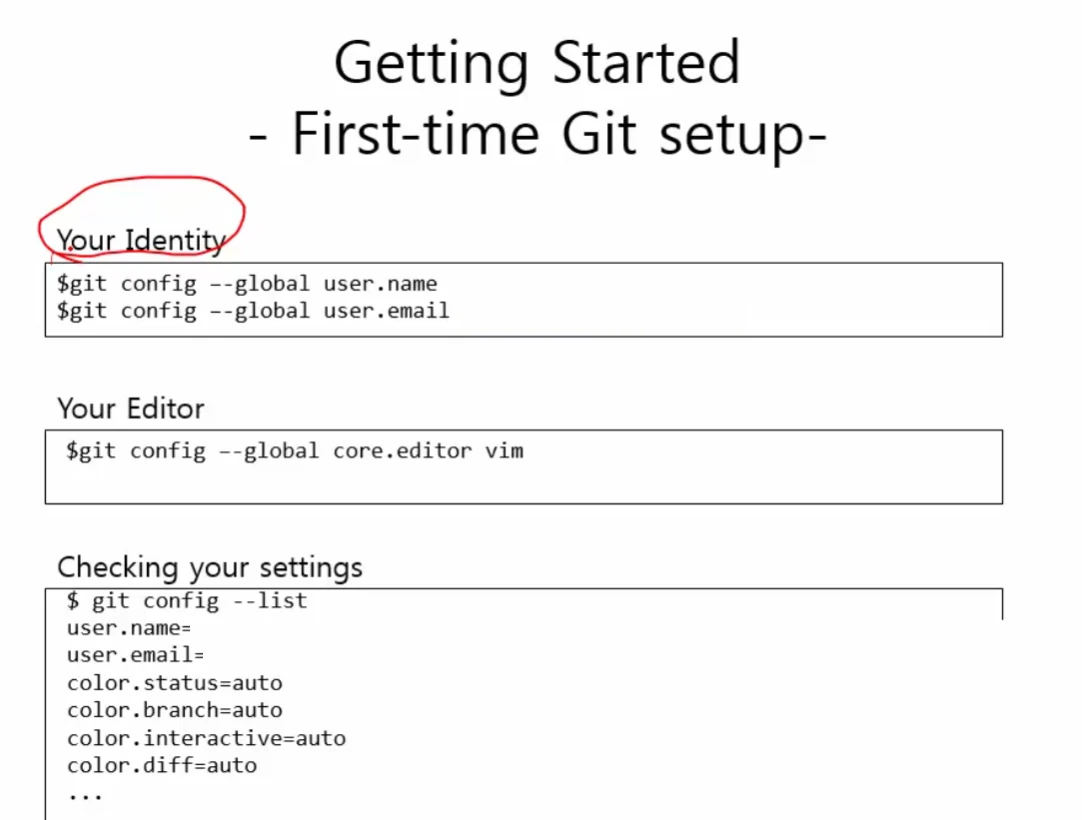 Getting Started
- First-time Git setup-
Your Identity
$git config --global user.name
$git config --global user.email
Your Editor
$git config --global core.editor vim
Checking your settings
$ git config --list
user.name=
user.email=
color.status=auto
color.branch=auto
color.interactive=auto
color.diff=auto
...